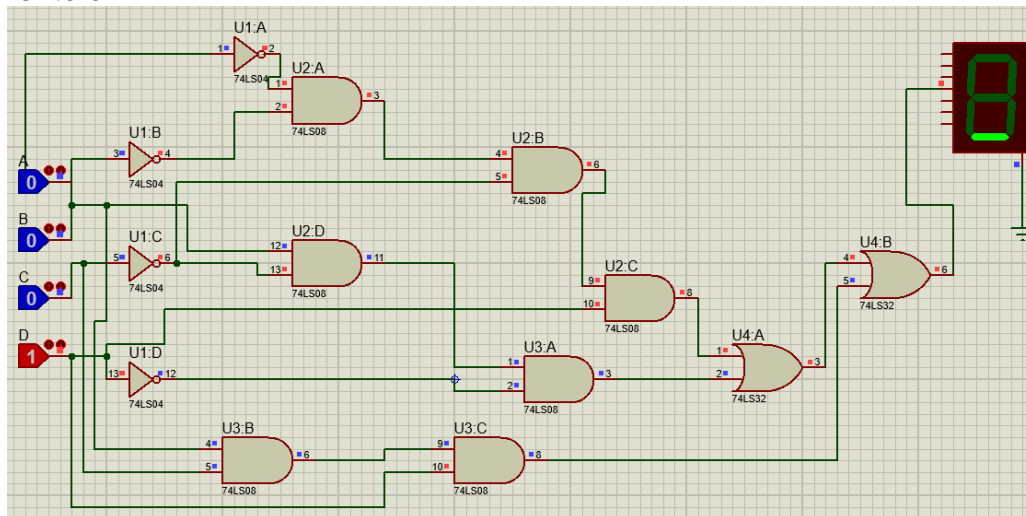 U1:A
1
2
74LS04
U2:A
1
2
3
74LS08
U1:B
3
4
74LS04
A
0
U2:B
4
5
6
74LS08
B
0
U1:C
5
6
74LS04
U2:D
12
13
11
74LS08
U4:B
4
5
6
74LS32
C
0
U2:C
9
10
8
74LS08
D
1
U1:D
13
12
74LS04
U3:A
1
2
3
74LS08
U4:A
1
2
3
74LS32
U3:B
4
5
6
74LS08
U3:C
9
10
8
74LS08